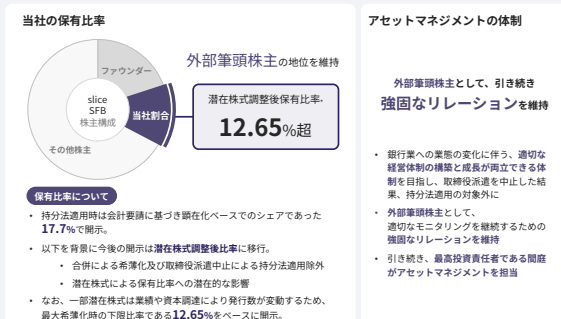 当社の保有比率
ファウンダー
slice
SFB
株主構成
当社割合
その他株主
外部筆頭株主の地位を維持
潜在株式調整後保有率*
12.65%超
保有比率について
・ 持分法適用時は会計要請に基づき顕在化ベースでのシェアであった
17.7%で開示。
・ 以下を背景に今後の開示は潜在株式調整後比率に移行。
・ 合併による希薄化及び取締役派遣中止による持分法適用除外
・ 潜在株式による保有比率への潜在的な影響
・ なお、一部潜在株式は業績や資本調達により発行数が変動するため、
最大希薄化時の下限比率である12.65%をベースに開示。
アセットマネジメントの体制
外部筆頭株主として、引き続き
強固なリレーションを維持
・ 銀行業への業態の変化に伴う、適切な
経営体制の構築と成長が両立できる体
制を目指し、取締役派遣を中止した結
果、持分法適用の対象外に
・ 外部筆頭株主として、
適切なモニタリングを継続するための
強固なリレーションを維持
・ 引き続き、最高投資責任者である間庭
がアセットマネジメントを担当